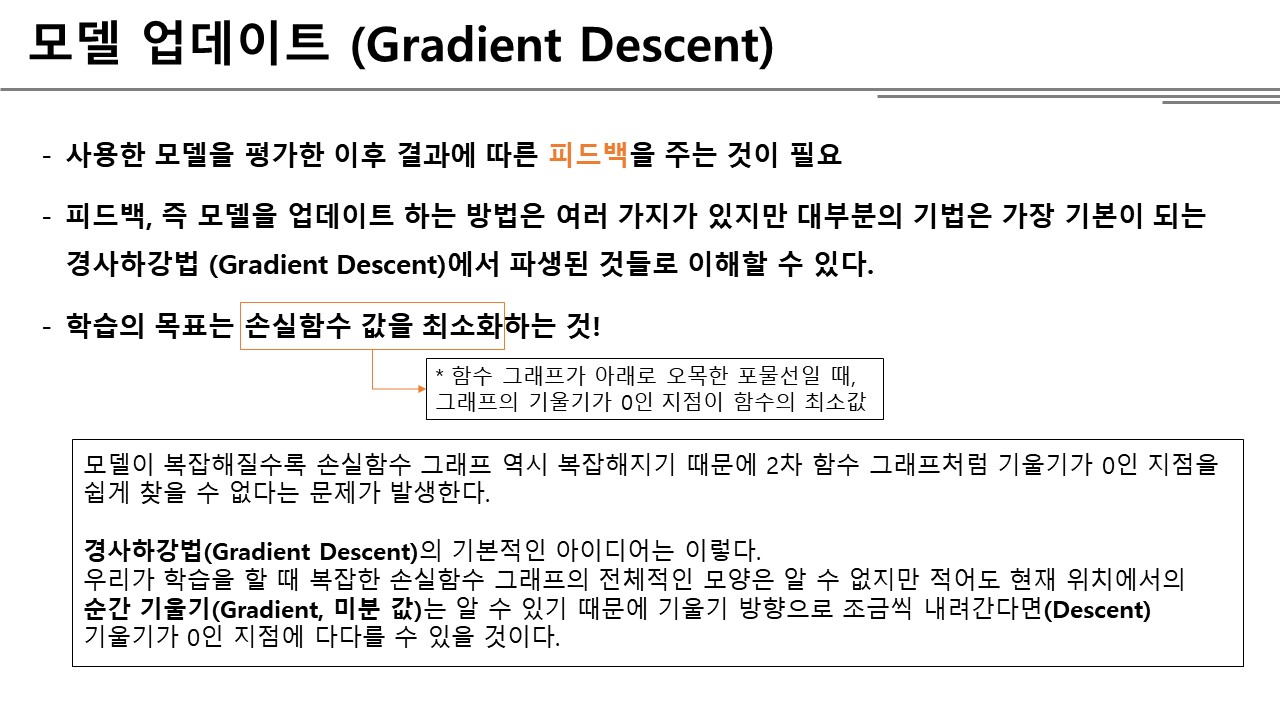 모델 업데이트 (Gradient Descent)
- 사용한 모델을 평가한 이후 결과에 따른 피드백을 주는 것이 필요
- 피드백, 즉 모델을 업데이트 하는 방법은 여러 가지가 있지만 대부분의 기법은 가장 기본이 되는
경사하강법 (Gradient Descent)에서 파생된 것들로 이해할 수 있다.
- 학습의 목표는 손실함수 값을 최소화하는 것!
* 함수 그래프가 아래로 오목한 포물선일 때,
그래프의 기울기가 0인 지점이 함수의 최소값
모델이 복잡해질수록 손실함수 그래프 역시 복잡해지기 때문에 2차 함수 그래프처럼 기울기가 0인 지점을
쉽게 찾을 수 없다는 문제가 발생한다.
경사하강법(Gradient Descent)의 기본적인 아이디어는 이렇다.
우리가 학습을 할 때 복잡한 손실함수 그래프의 전체적인 모양은 알 수 없지만 적어도 현재 위치에서의
순간 기울기(Gradient, 미분 값)는 알 수 있기 때문에 기울기 방향으로 조금씩 내려간다면(Descent)
기울기가 0인 지점에 다다를 수 있을 것이다.